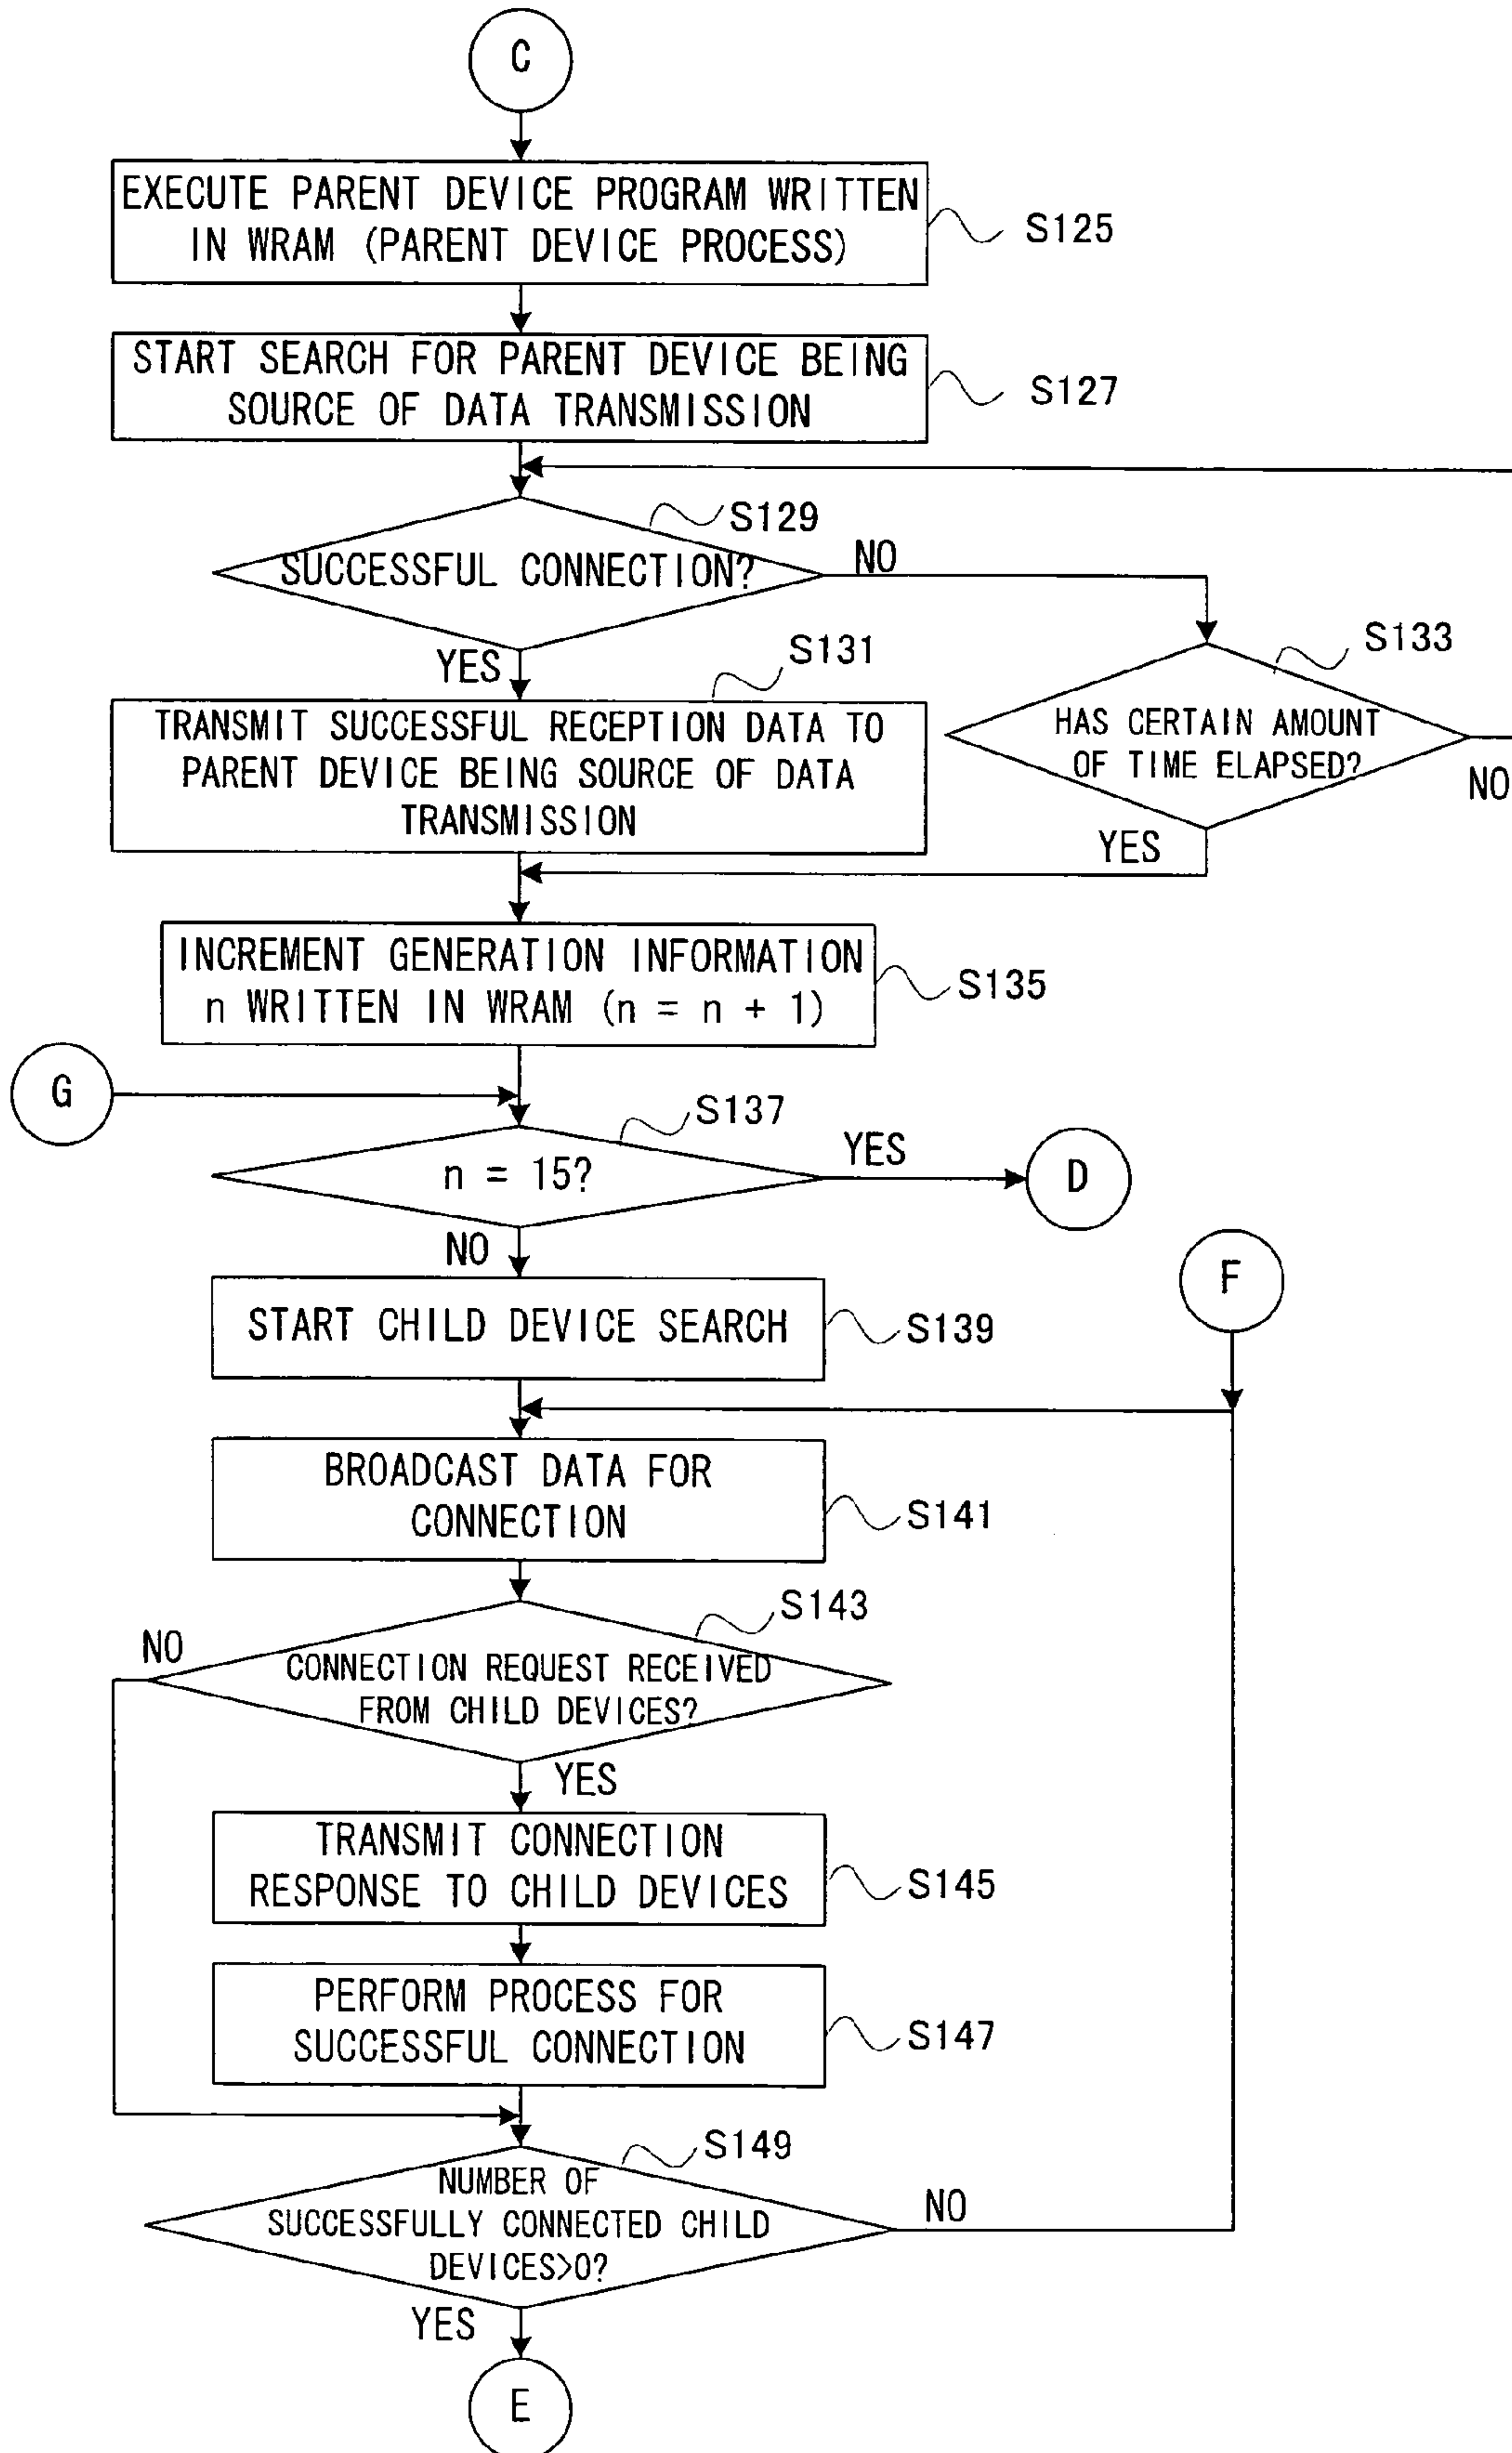 C
EXECUTE PARENT DEVICE PROGRAM WRITTEN
IN WRAM (PARENT DEVICE PROCESS)
S125
START SEARCH FOR PARENT DEVICE BEING
SOURCE OF DATA TRANSMISSION
S127
S129
SUCCESSFUL CONNECTION?
NO
YES
S131
S133
TRANSMIT SUCCESSFUL RECEPTION DATA TO
PARENT DEVICE BEING SOURCE OF DATA
TRANSMISSION
HAS CERTAIN AMOUNT
OF TIME ELAPSED?
NO
YES
INCREMENT GENERATION INFORMATION
n WRITTEN IN WRAM (n = n + 1)
S135
G
S137
n = 15?
YES
D
NO
F
START CHILD DEVICE SEARCH
S139
BROADCAST DATA FOR
CONNECTION
S141
S143
NO
CONNECTION REQUEST RECEIVED
FROM CHILD DEVICES?
YES
TRANSMIT CONNECTION
RESPONSE TO CHILD DEVICES
S145
PERFORM PROCESS FOR
SUCCESSFUL CONNECTION
S147
S149
NUMBER OF
SUCCESSFULLY CONNECTED CHILD
DEVICES>0?
NO
YES
E